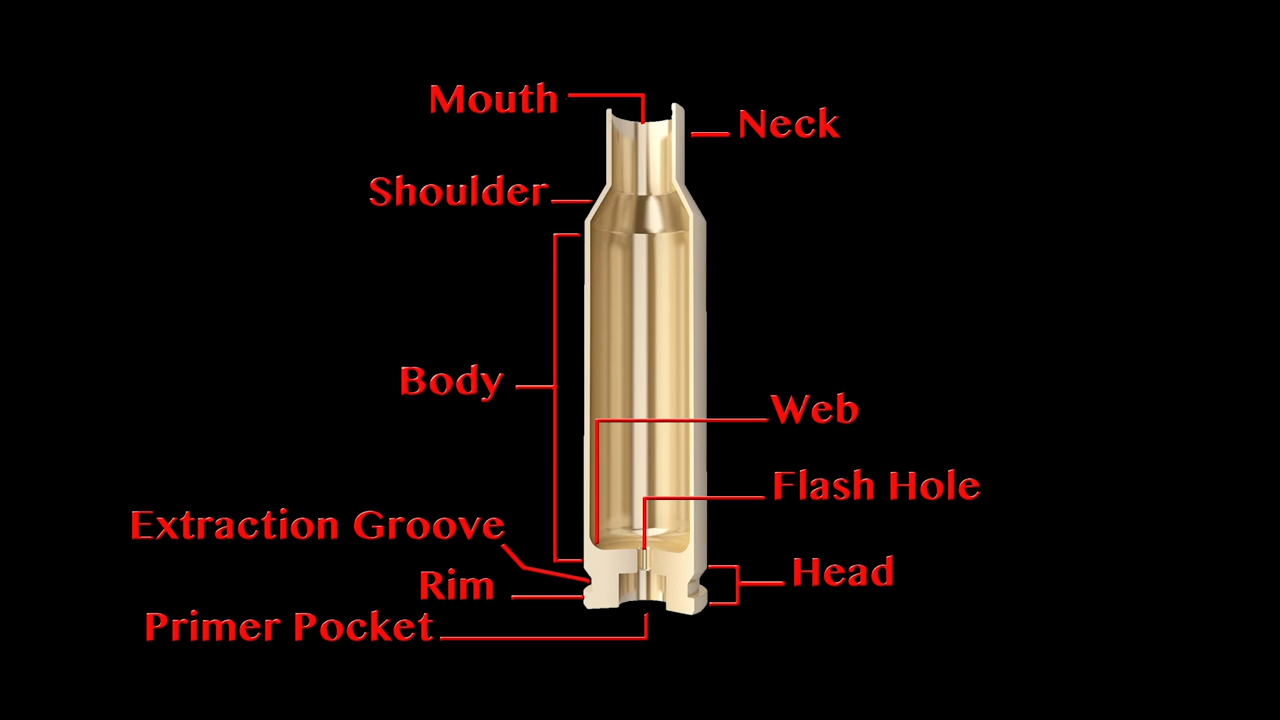 Mouth
Neck
Shoulder
Body
Web
Flash Hole
Extraction Groove
Head
Rim
Primer Pocket